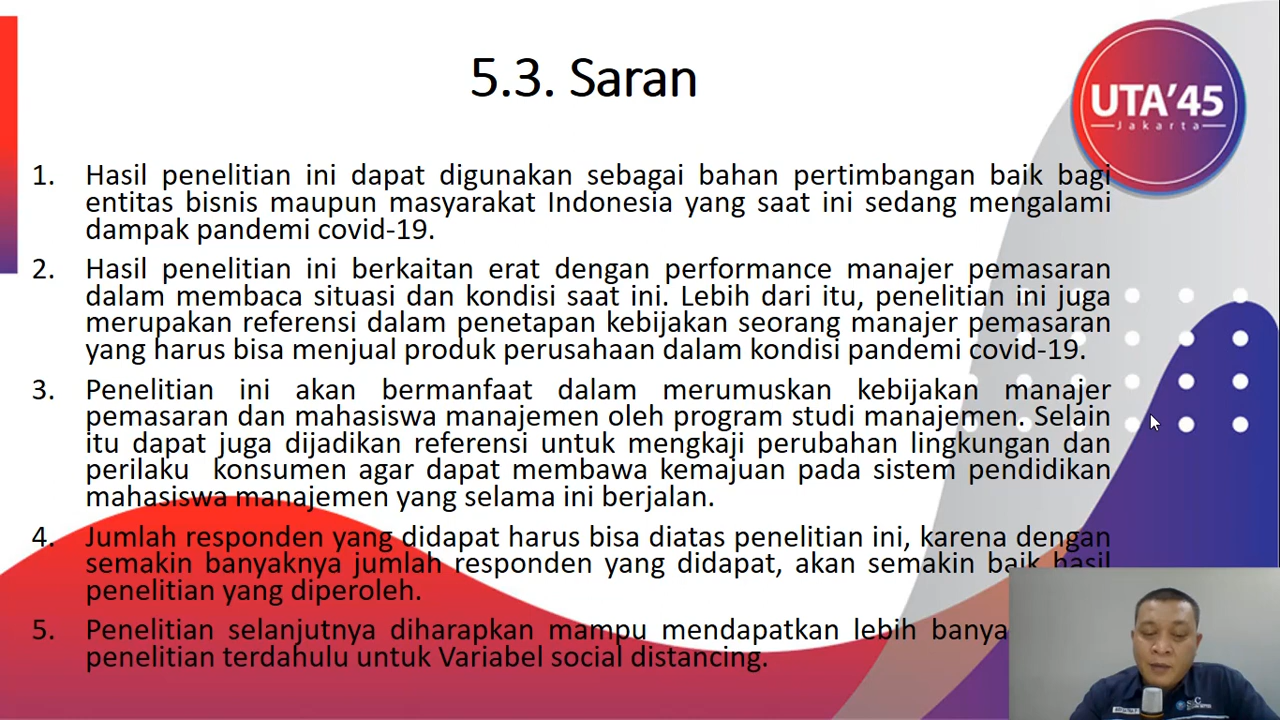 5.3. Saran
UTA'45
Jakarta
1. Hasil penelitian ini dapat digunakan sebagai bahan pertimbangan baik bagi
entitas bisnis maupun masyarakat Indonesia yang saat ini sedang mengalami
dampak pandemi covid-19.
2. Hasil penelitian ini berkaitan erat dengan performance manajer pemasaran
dalam membaca situasi dan kondisi saat ini. Lebih dari itu, penelitian ini juga
merupakan referensi dalam penetapan kebijakan seorang manajer pemasaran
yang harus bisa menjual produk perusahaan dalam kondisi pandemi covid-19.
3. Penelitian ini akan bermanfaat dalam merumuskan kebijakan manajer
pemasaran dan mahasiswa manajemen oleh program studi manajemen. Selain
itu dapat juga dijadikan referensi untuk mengkaji perubahan lingkungan dan
perilaku konsumen agar dapat membawa kemajuan pada sistem pendidikan
mahasiswa manajemen yang selama ini berjalan.
4. Jumlah responden yang didapat harus bisa diatas penelitian ini, karena dengan
semakin banyaknya jumlah responden yang didapat, akan semakin baik hasil
penelitian yang diperoleh.
5. Penelitian selanjutnya diharapkan mampu mendapatkan lebih banya
penelitian terdahulu untuk Variabel social distancing.